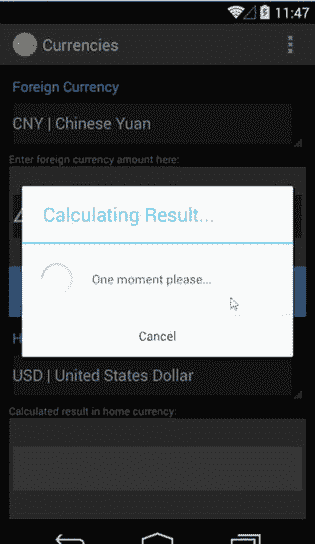 11:47
Currencies
Foreign Currency
CNY | Chinese Yuan
Enter foreign currency amount here:
Calculating Result...
One moment please...
Cancel
USD | United States Dollar
Calculated result in home currency: